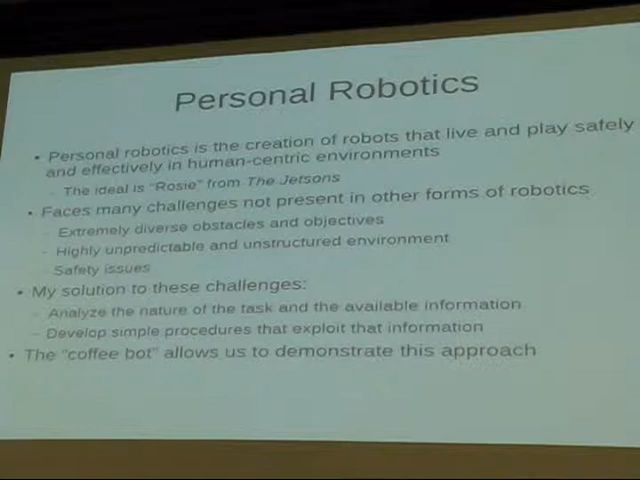 Personal Robotics
• Personal robotics is the creation of robots that live and play safely
and effectively in human-centric environments
– The ideal is "Rosie" from The Jetsons
• Faces many challenges not present in other forms of robotics
– Extremely diverse obstacles and objectives
– Highly unpredictable and unstructured environment
– Safety issues
• My solution to these challenges:
– Analyze the nature of the task and the available information
– Develop simple procedures that exploit that information
• The "coffee bot" allows us to demonstrate this approach